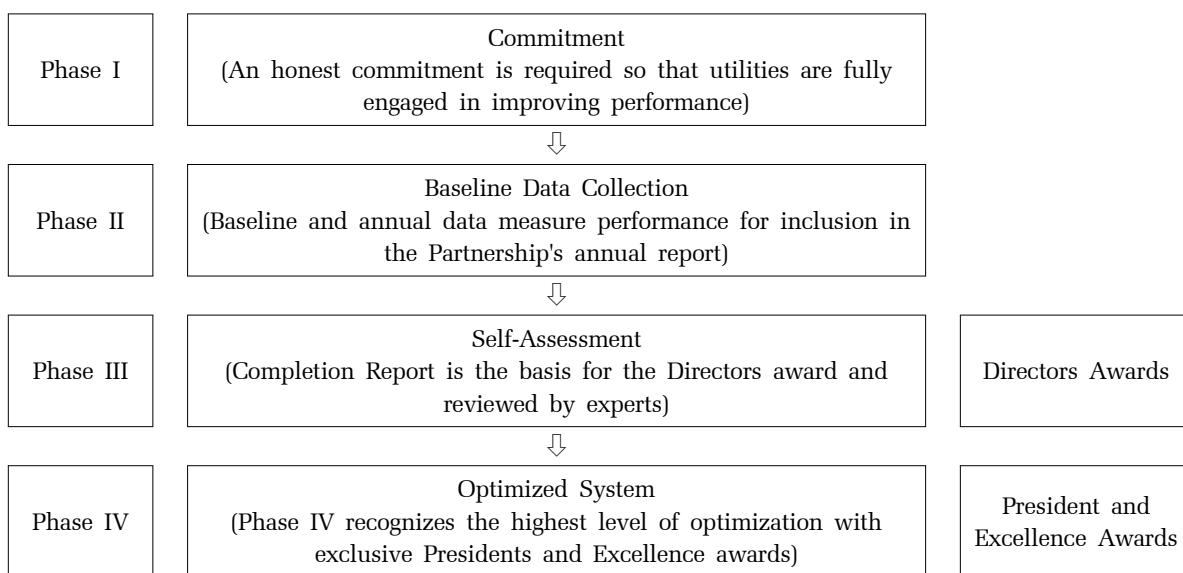 Phase I
Commitment
(An honest commitment is required so that utilities are fully
engaged in improving performance)
Phase II
Baseline Data Collection
(Baseline and annual data measure performance for inclusion in
the Partnership's annual report)
Phase III
Self-Assessment
(Completion Report is the basis for the Directors award and
reviewed by experts)
Directors Awards
Phase IV
Optimized System
(Phase IV recognizes the highest level of optimization with
exclusive Presidents and Excellence awards)
President and
Excellence Awards